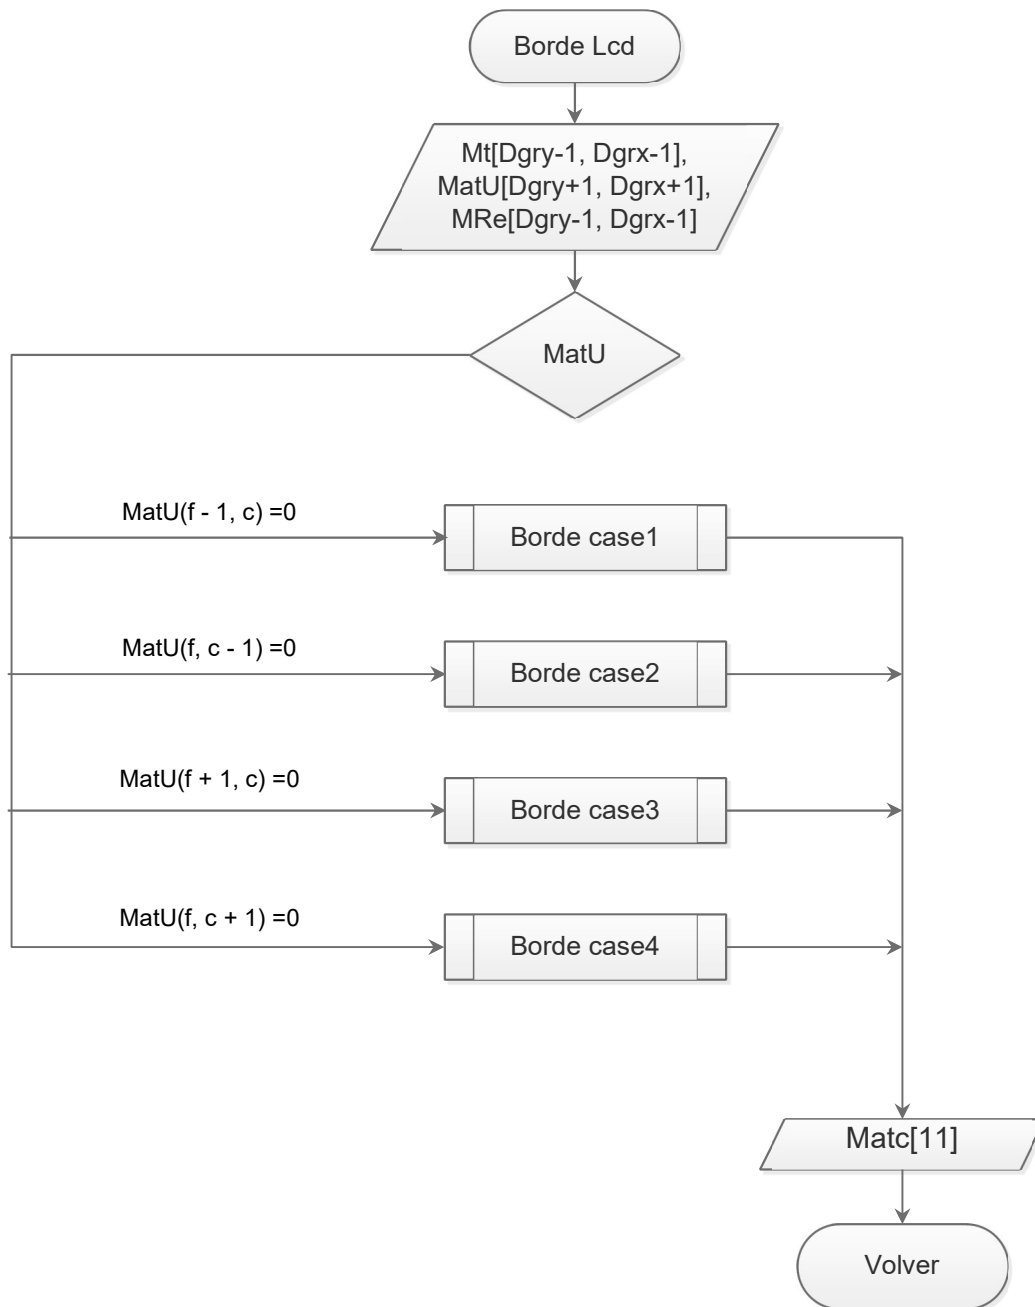 Borde Lcd
Mt[Dgry-1, Dgrx-1],
MatU[Dgry+1, Dgrx+1],
MRe[Dgry-1, Dgrx-1]
MatU
MatU(f - 1, c) =0
Borde case1
MatU(f, c - 1) =0
Borde case2
MatU(f + 1, c) =0
Borde case3
MatU(f, c + 1) =0
Borde case4
Matc[11]
Volver